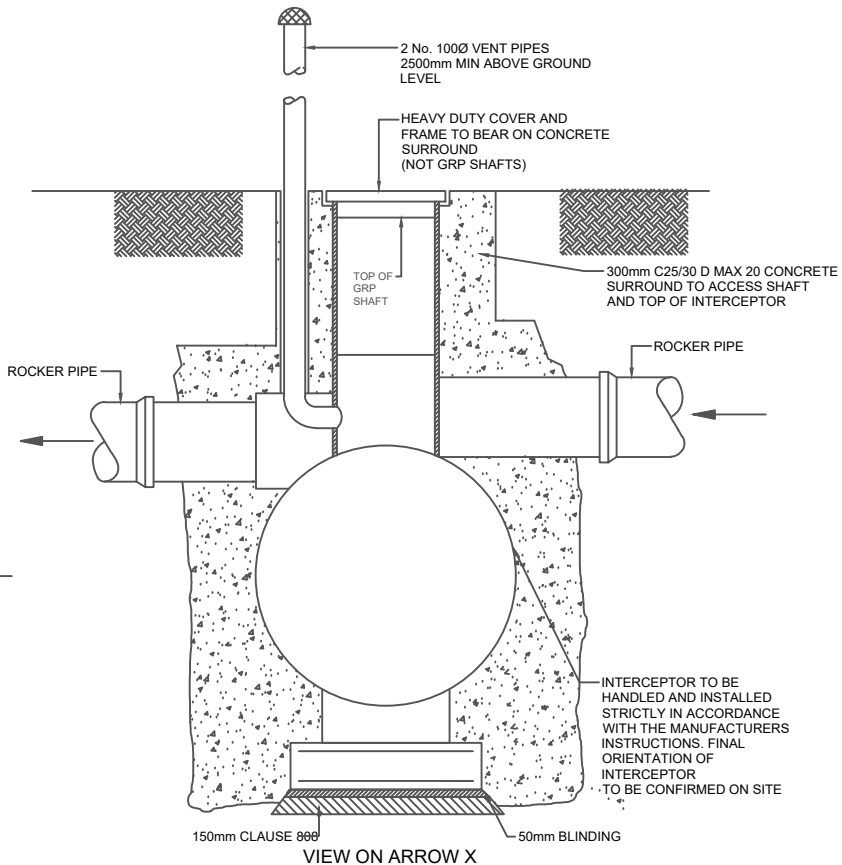 2 No. 100Ø VENT PIPES
2500mm MIN ABOVE GROUND
LEVEL
HEAVY DUTY COVER AND
FRAME TO BEAR ON CONCRETE
SURROUND
(NOT GRP SHAFTS)
TOP OF
GRP
SHAFT
300mm C25/30 D MAX 20 CONCRETE
SURROUND TO ACCESS SHAFT
AND TOP OF INTERCEPTOR
ROCKER PIPE
ROCKER PIPE
INTERCEPTOR TO BE
HANDLED AND INSTALLED
STRICTLY IN ACCORDANCE
WITH THE MANUFACTURERS
INSTRUCTIONS. FINAL
ORIENTATION OF
INTERCEPTOR
TO BE CONFIRMED ON SITE
150mm CLAUSE 808
50mm BLINDING
VIEW ON ARROW X